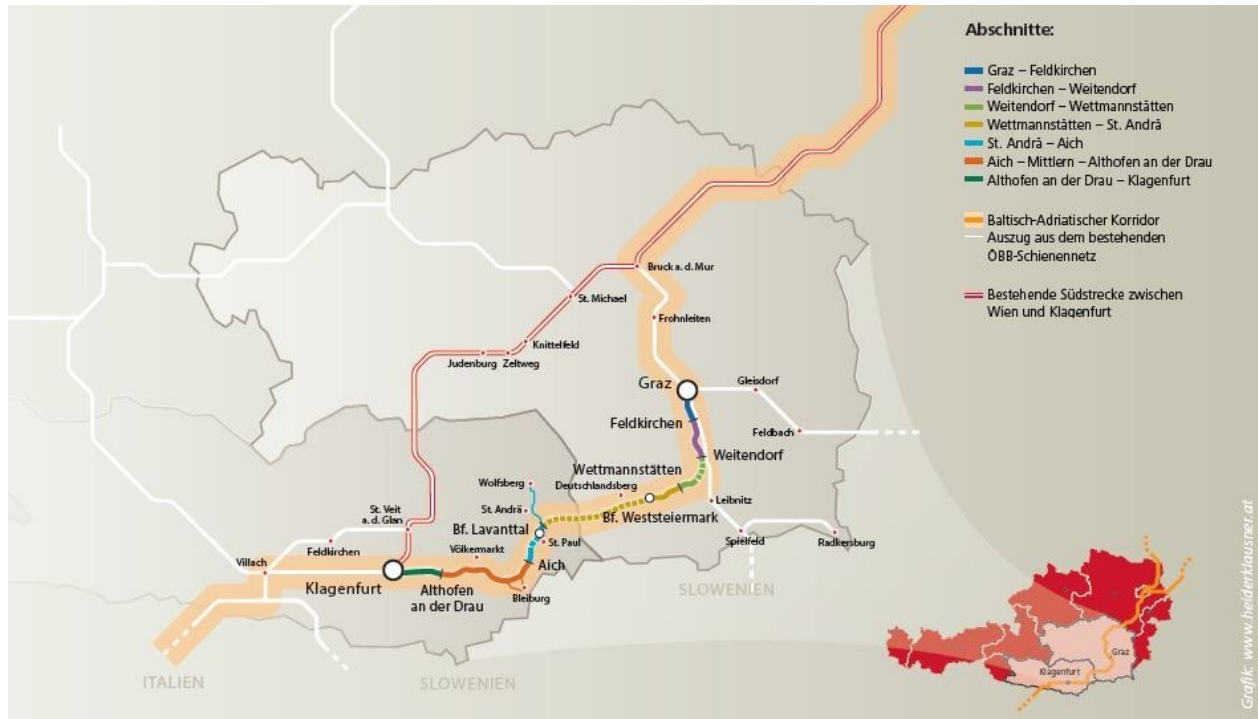 Abschnitte:
Graz – Feldkirchen
Feldkirchen – Weitendorf
Weitendorf – Wettmannstätten
Wettmannstätten – St. Andrä
St. Andrä – Aich
Aich – Mittlern – Althofen an der Drau
Althofen an der Drau – Klagenfurt
Baltisch-Adriatischer Korridor
Auszug aus dem bestehenden
ÖBB-Schienennetz
Bestehende Südstrecke zwischen
Wien und Klagenfurt
Bruck a. d. Mur
St. Michael
Frohnleiten
Knittelfeld
Judenburg
Zeltweg
Graz
Gleisdorf
Feldkirchen
Feldbach
Weitendorf
Wettmannstätten
Deutschlandsberg
Wolfsberg
Leibnitz
St. Andrä
Bf. Weststeiermark
St. Veit
a. d. Glan
Bf. Lavanttal
Spielfeld
Radkersburg
St. Paul
Feldkirchen
Völkermarkt
Villach
Aich
Klagenfurt
Althofen
an der Drau
Bleiburg
SLOWENIEN
ITALIEN
SLOWENIEN
Graz
Klagenfurt
Grafik: www.heiderklausner.at